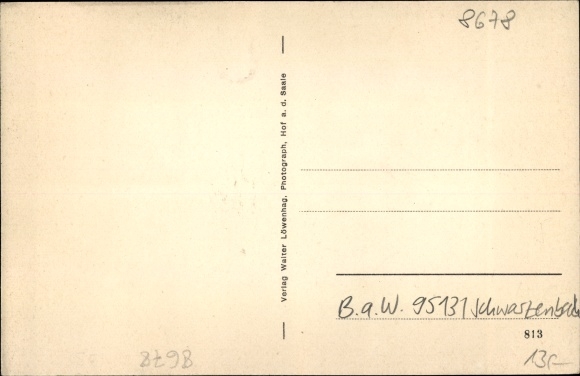 8678
Verlag Walter Löwenhag, Photograph, Hof a. d. Saale
B.a.W. 95131 Schwarzenbach
813
13,-
8678